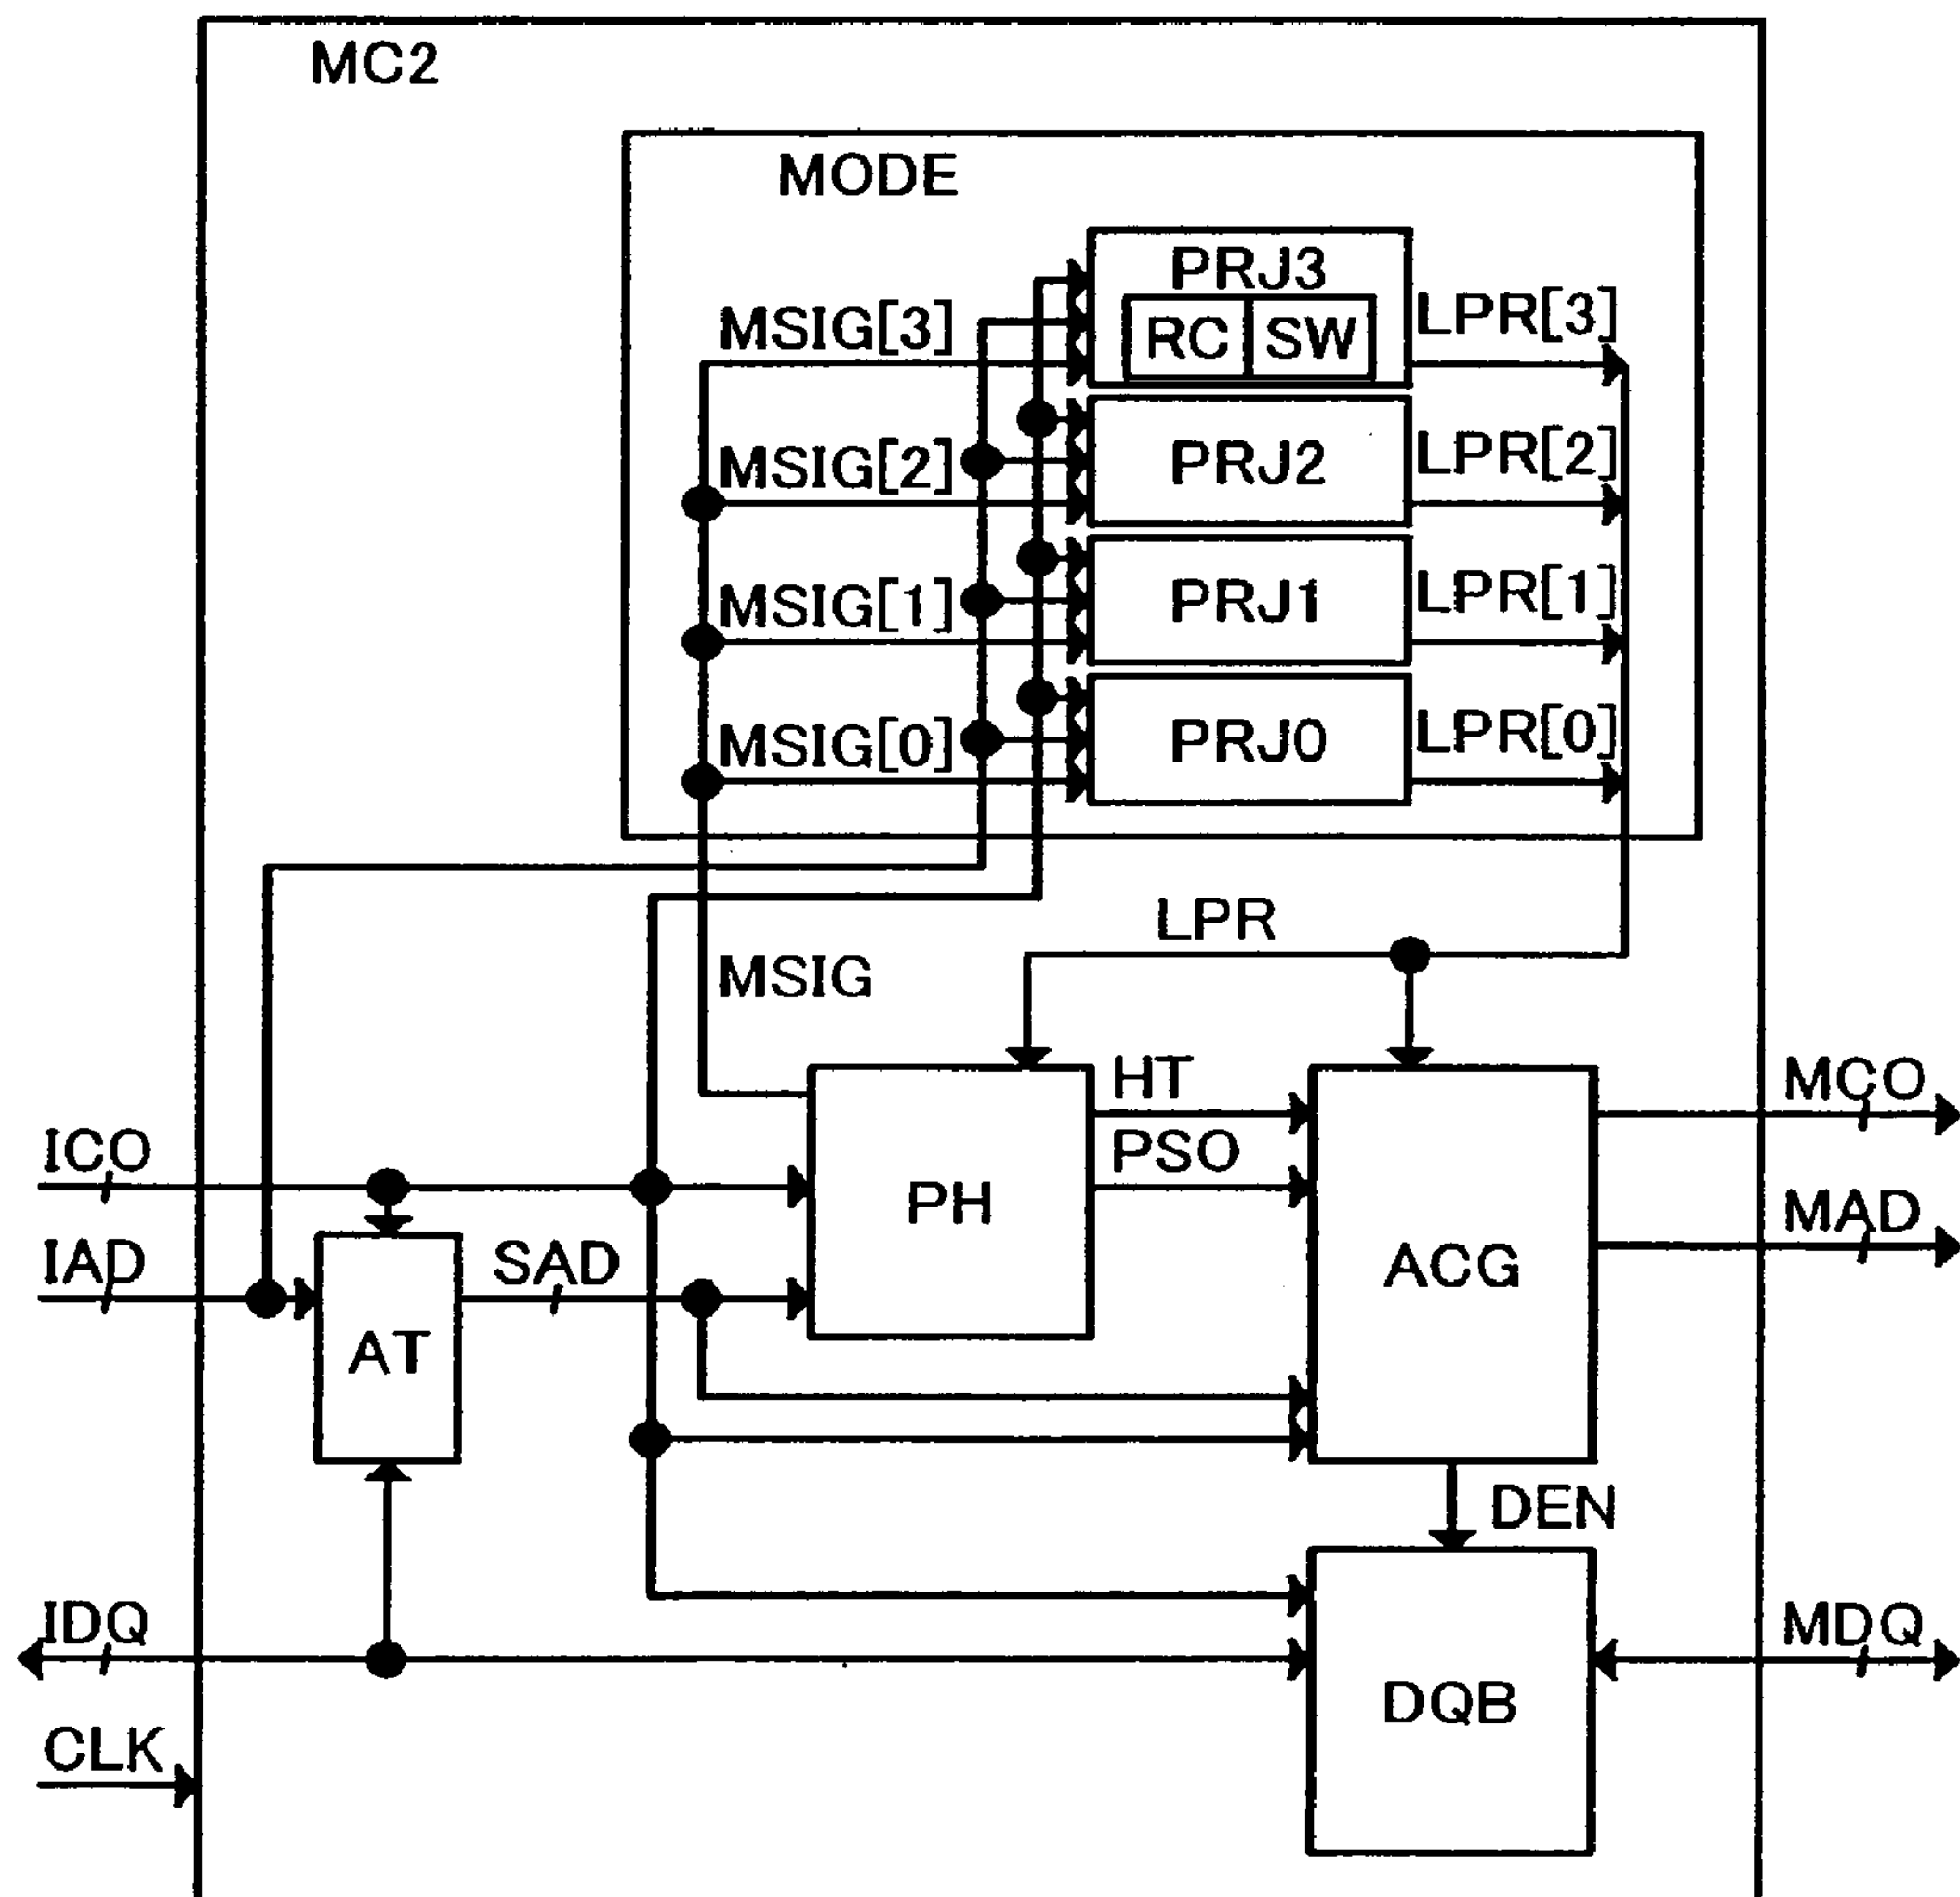 MC2
MODE
PRJ3
RC SW
MSIG[3]
LPR[3]
MSIG[2]
PRJ2
LPR[2]
MSIG[1]
PRJ1
LPR[1]
MSIG[0]
PRJ0
LPR[0]
LPR
MSIG
HT
MCO
ICO
PSO
PH
MAD
IAD
SAD
ACG
AT
DEN
IDQ
MDQ
DQB
CLK